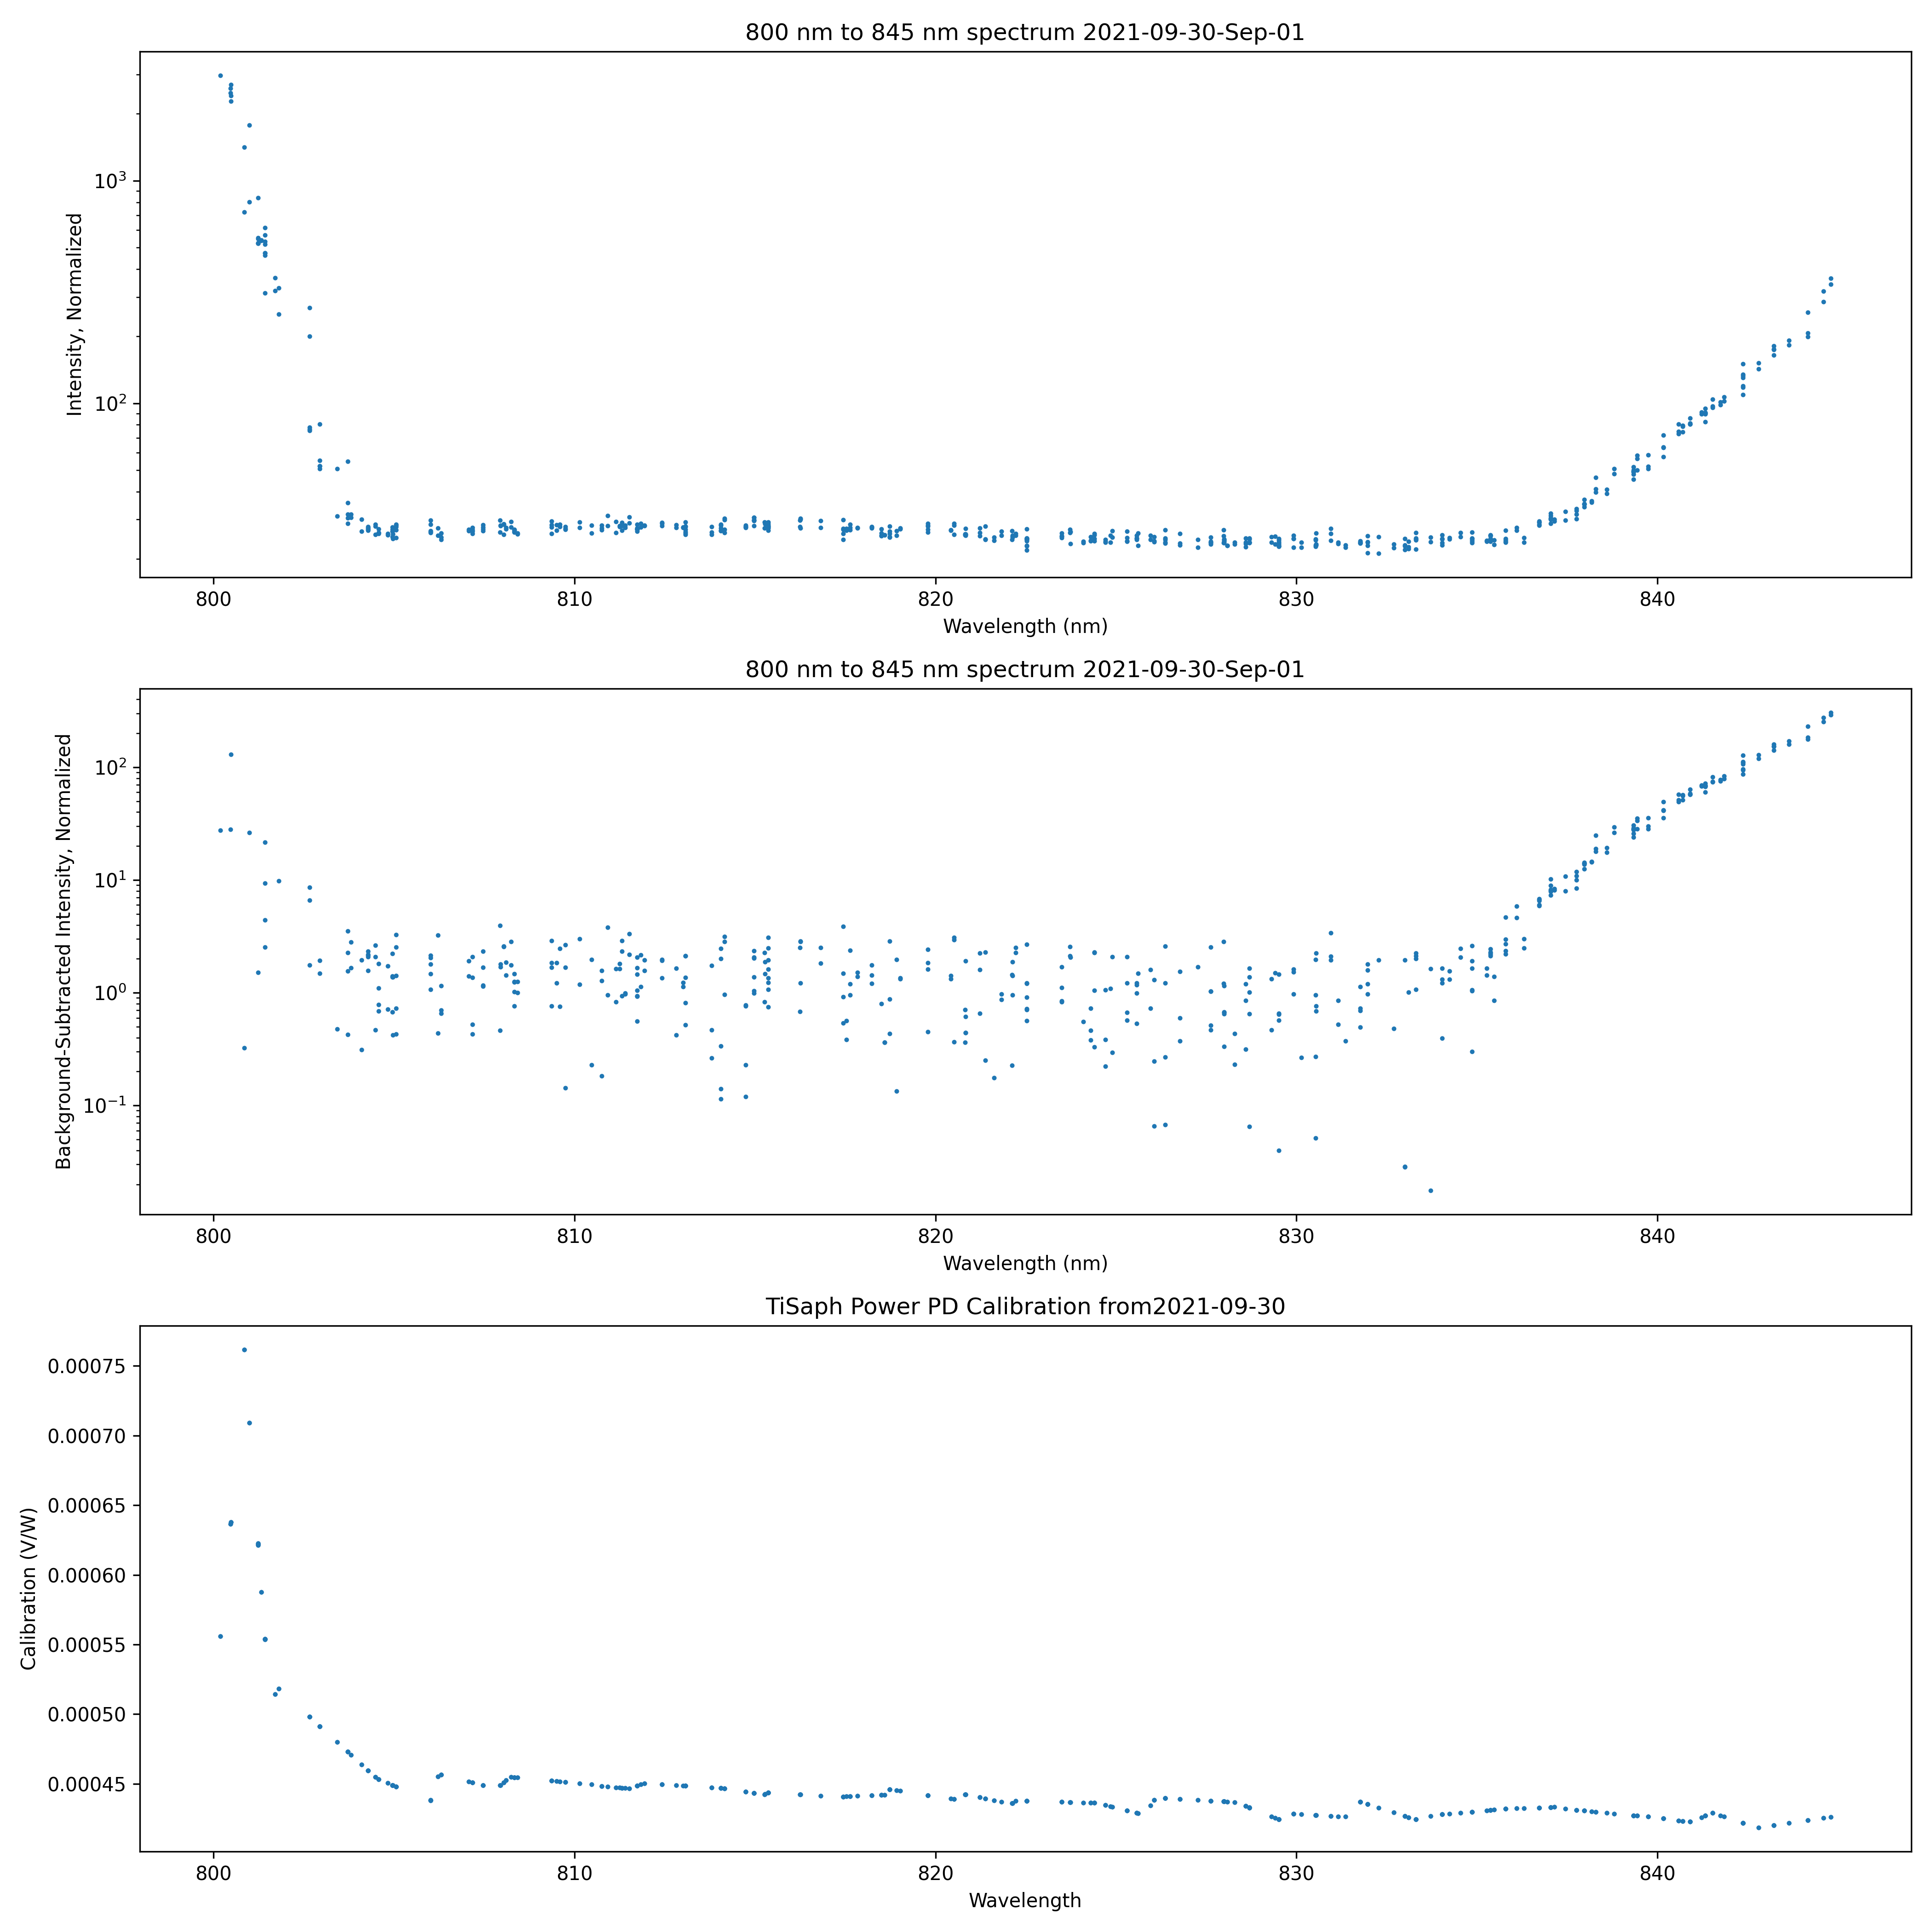 800 nm to 845 nm spectrum 2021-09-30-Sep-01
Intensity, Normalized
10³
10²
800 810 820 830 840
Wavelength (nm)
800 nm to 845 nm spectrum 2021-09-30-Sep-01
Background-Subtracted Intensity, Normalized
10²
10¹
10⁰
10⁻¹
800 810 820 830 840
Wavelength (nm)
TiSaph Power PD Calibration from2021-09-30
Calibration (V/W)
0.00075
0.00070
0.00065
0.00060
0.00055
0.00050
0.00045
800 810 820 830 840
Wavelength